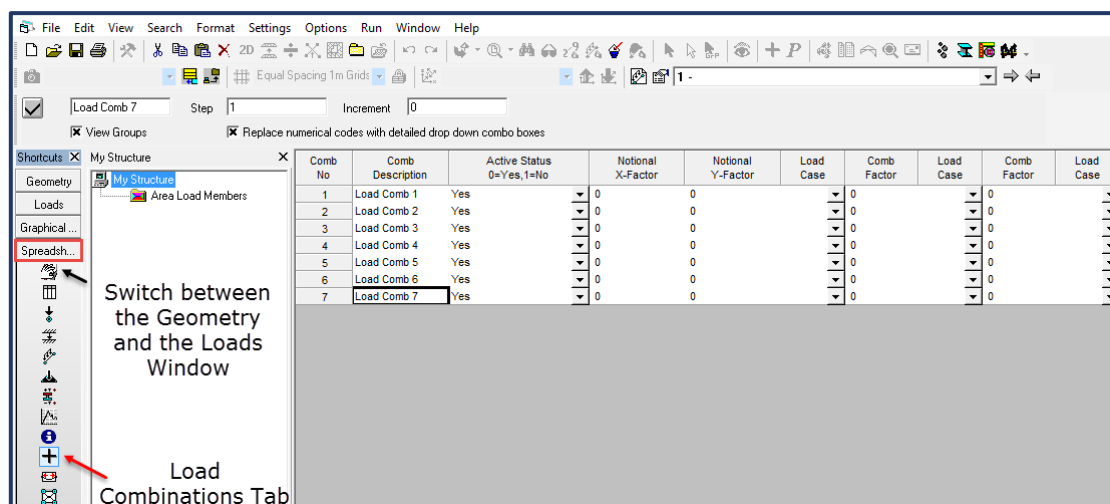 File Edit View Search Format Settings Options Run Window Help
2D P
Equal Spacing 1m Grids 1 -
Load Comb 7 Step 1 Increment 0
View Groups Replace numerical codes with detailed drop down combo boxes
Shortcuts
Geometry
Loads
Graphical ...
Spreadsh...
My Structure
My Structure
Area Load Members
Switch between
the Geometry
and the Loads
Window
Load
Combinations Tab
Comb No Comb Description Active Status 0=Yes,1=No Notional X-Factor Notional Y-Factor Load Case Comb Factor Load Case Comb Factor Load Case
1 Load Comb 1 Yes 0 0 0 0
2 Load Comb 2 Yes 0 0 0 0
3 Load Comb 3 Yes 0 0 0 0
4 Load Comb 4 Yes 0 0 0 0
5 Load Comb 5 Yes 0 0 0 0
6 Load Comb 6 Yes 0 0 0 0
7 Load Comb 7 Yes 0 0 0 0